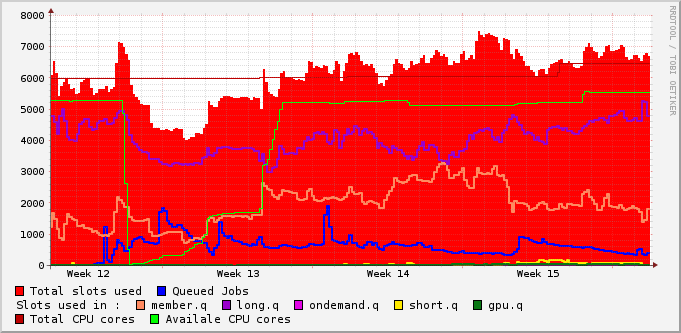 8000
7000
6000
5000
4000
3000
2000
1000
0
Week 12 Week 13 Week 14 Week 15
Total slots used Queued Jobs
Slots used in : member.q long.q ondemand.q short.q gpu.q
Total CPU cores Availale CPU cores
RRDTOOL / TOBI OETIKER